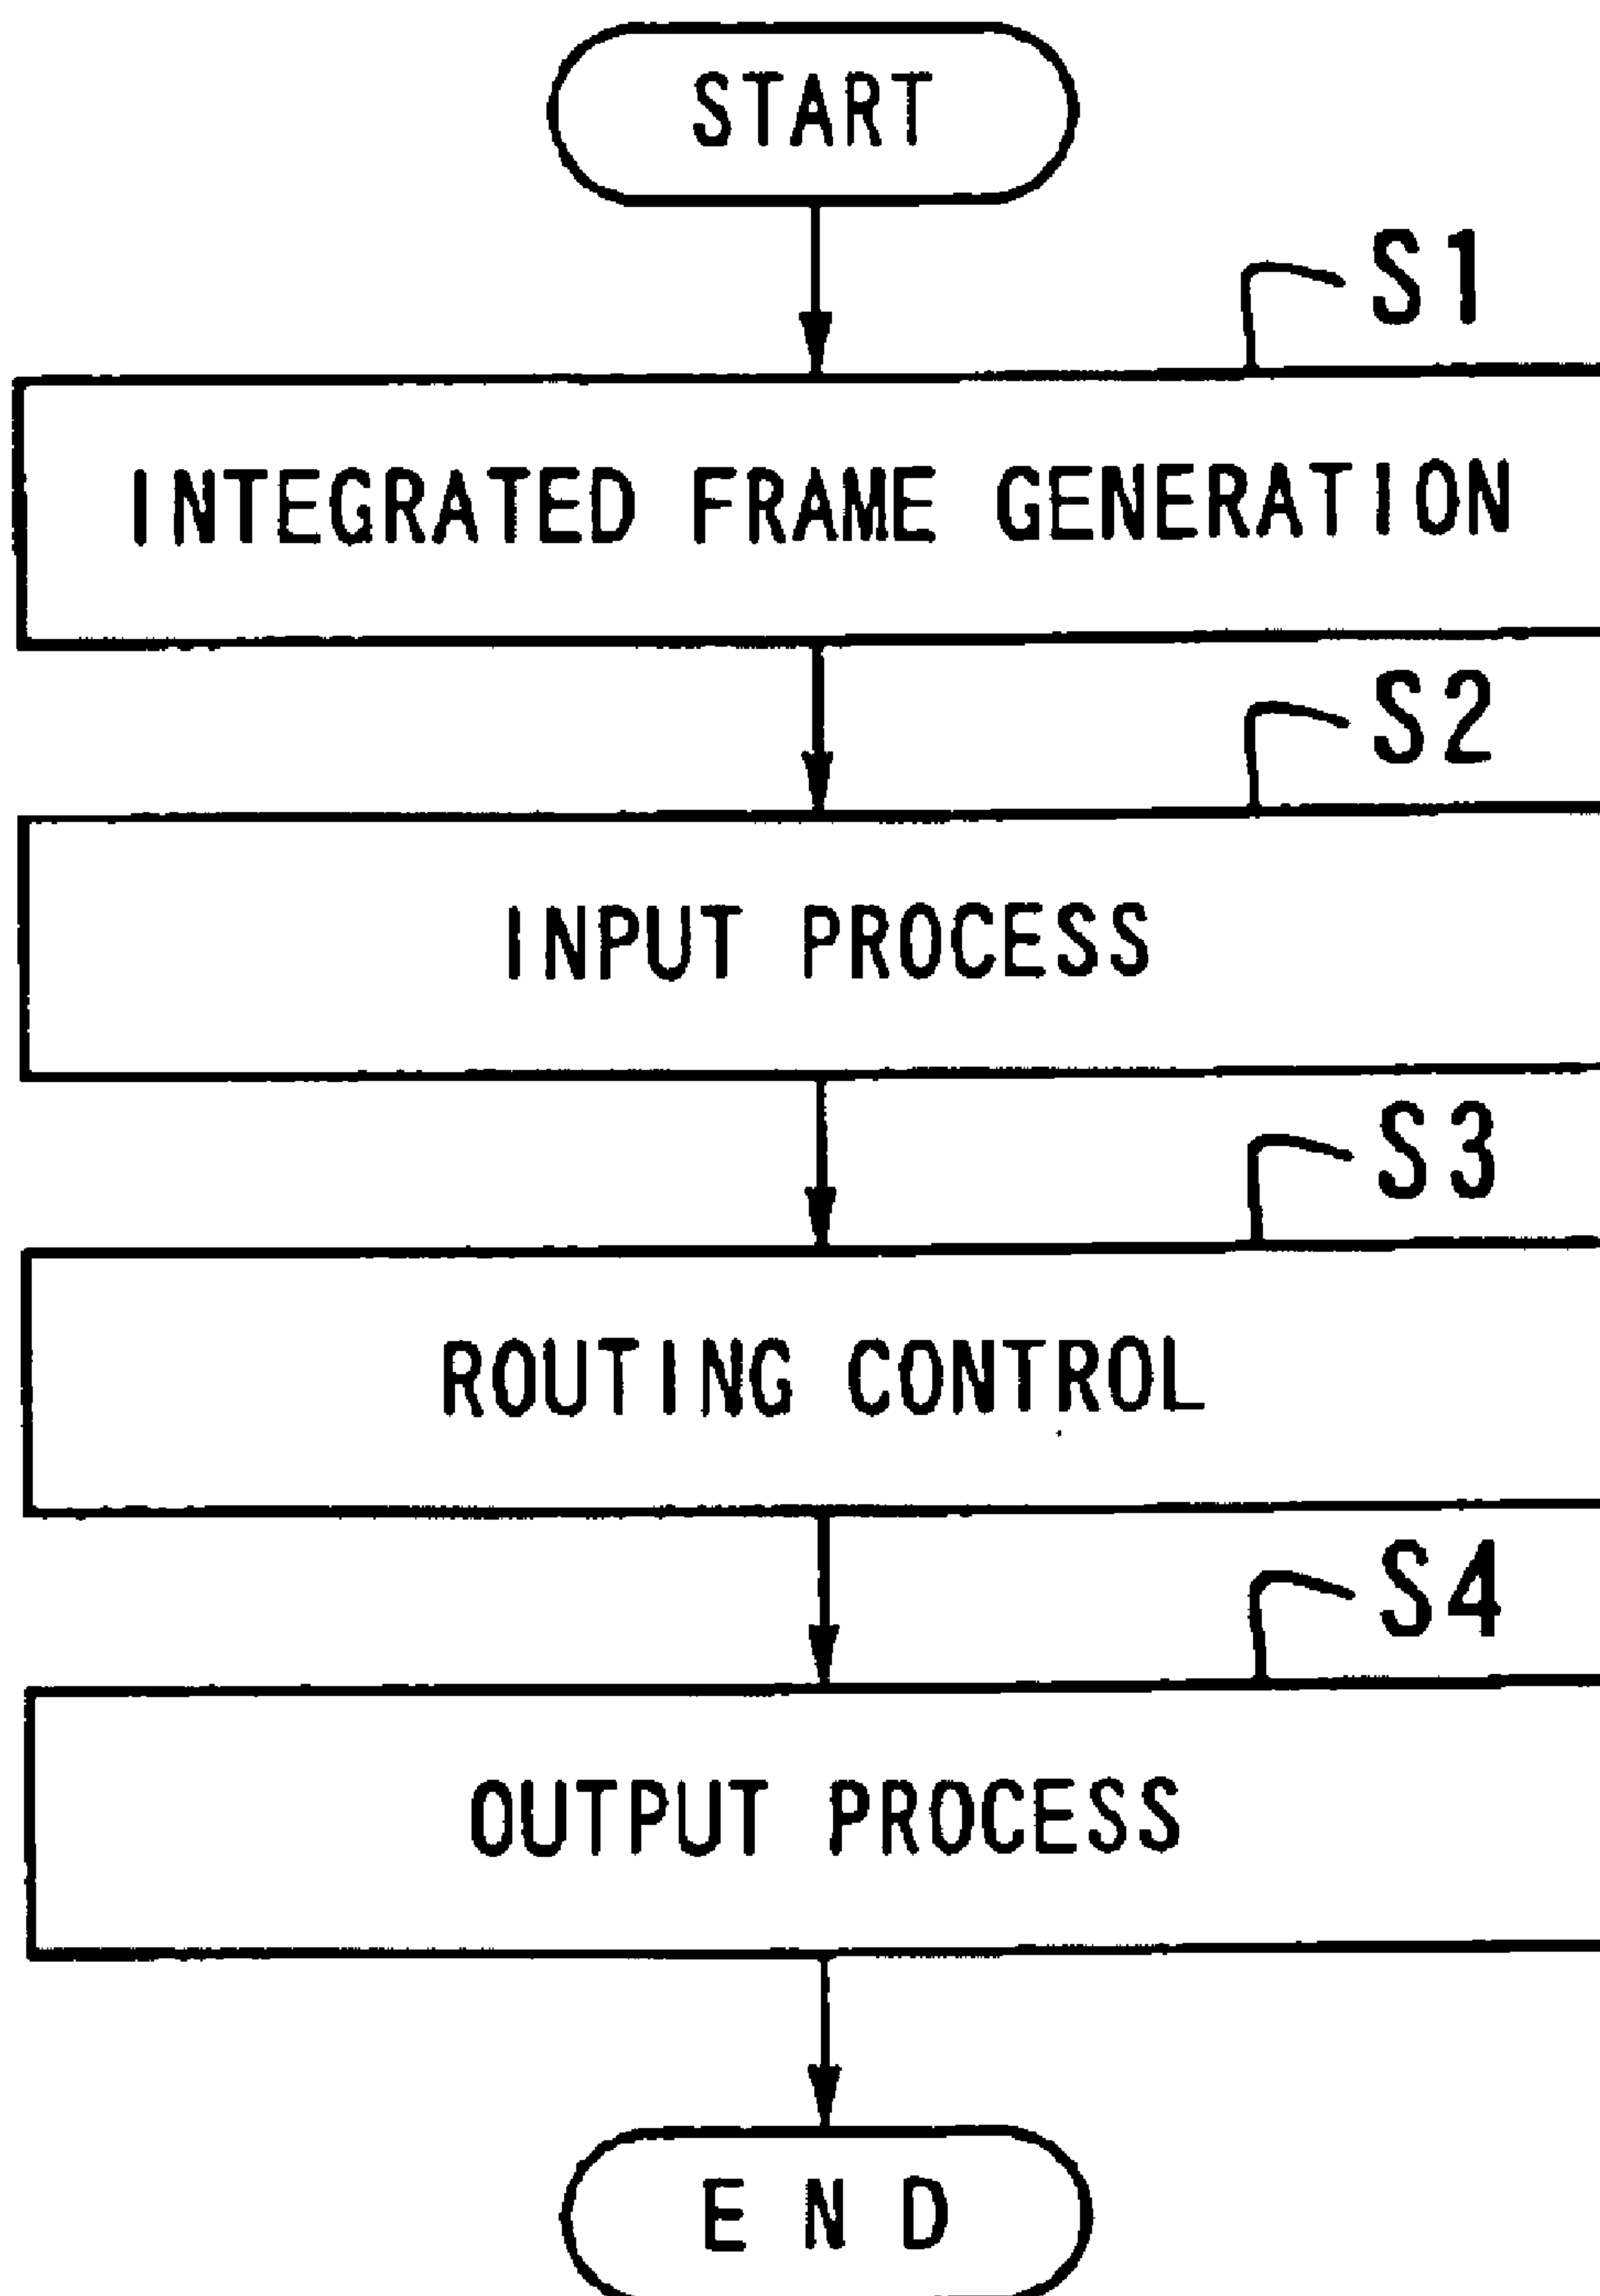 START
S1
INTEGRATED FRAME GENERATION
S2
INPUT PROCESS
S3
ROUTING CONTROL
S4
OUTPUT PROCESS
END